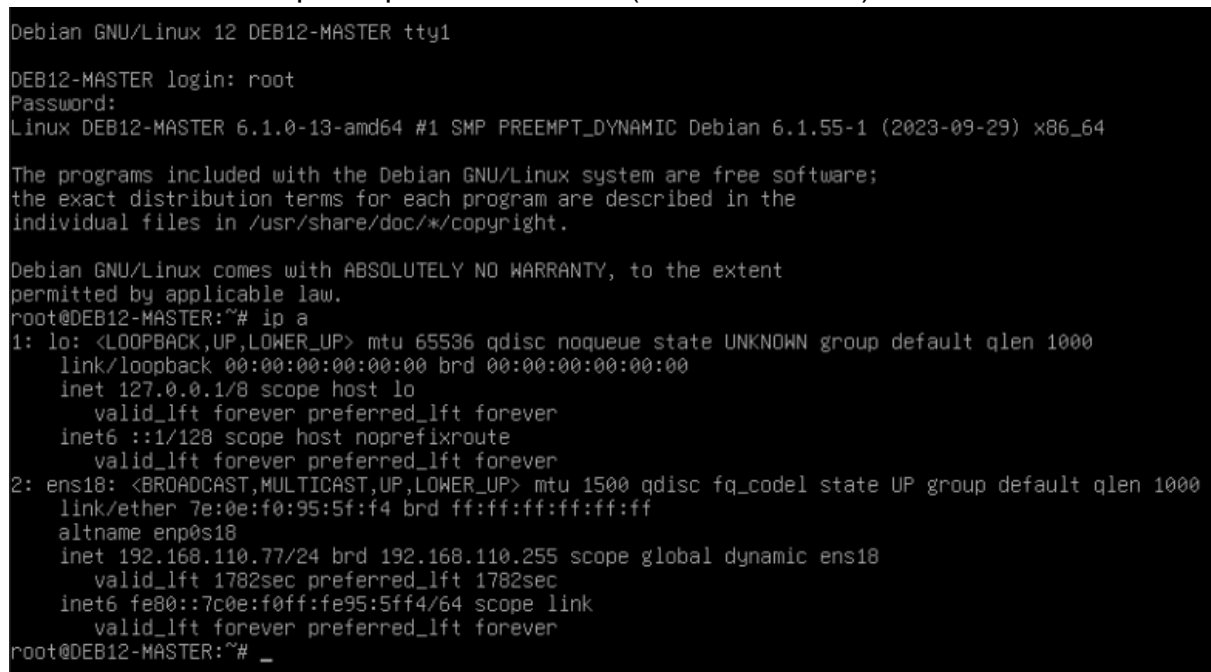 Debian GNU/Linux 12 DEB12-MASTER tty1
DEB12-MASTER login: root
Password:
Linux DEB12-MASTER 6.1.0-13-amd64 #1 SMP PREEMPT_DYNAMIC Debian 6.1.55-1 (2023-09-29) x86_64
The programs included with the Debian GNU/Linux system are free software;
the exact distribution terms for each program are described in the
individual files in /usr/share/doc/*/copyright.
Debian GNU/Linux comes with ABSOLUTELY NO WARRANTY, to the extent
permitted by applicable law.
root@DEB12-MASTER:~# ip a
1: lo: <LOOPBACK,UP,LOWER_UP> mtu 65536 qdisc noqueue state UNKNOWN group default qlen 1000
    link/loopback 00:00:00:00:00:00 brd 00:00:00:00:00:00
    inet 127.0.0.1/8 scope host lo
       valid_lft forever preferred_lft forever
    inet6 ::1/128 scope host noprefixroute
       valid_lft forever preferred_lft forever
2: ens18: <BROADCAST,MULTICAST,UP,LOWER_UP> mtu 1500 qdisc fq_codel state UP group default qlen 1000
    link/ether 7e:0e:f0:95:5f:f4 brd ff:ff:ff:ff:ff:ff
    altname enp0s18
    inet 192.168.110.77/24 brd 192.168.110.255 scope global dynamic ens18
       valid_lft 1782sec preferred_lft 1782sec
    inet6 fe80::7c0e:f0ff:fe95:5ff4/64 scope link
       valid_lft forever preferred_lft forever
root@DEB12-MASTER:~# _